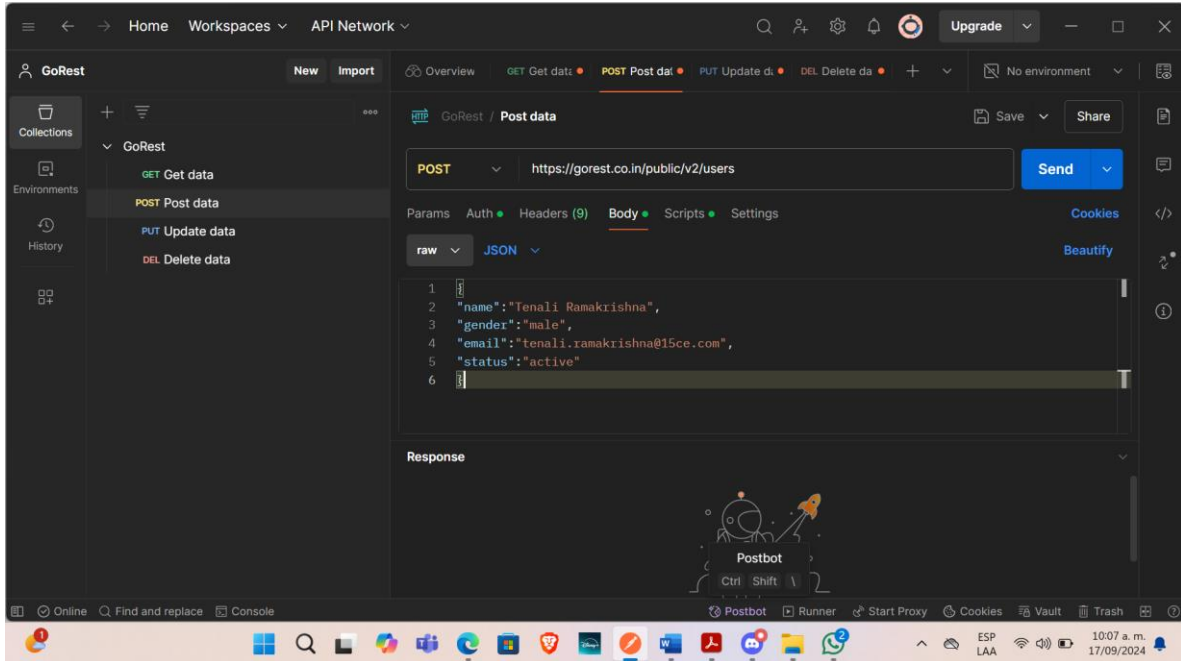 Home Workspaces API Network Upgrade
GoRest New Import Overview GET Get data POST Post dat PUT Update d DEL Delete da No environment
Collections
Environments
History
GoRest
GET Get data
POST Post data
PUT Update data
DEL Delete data
HTTP GoRest / Post data Save Share
POST https://gorest.co.in/public/v2/users Send
Params Auth Headers (9) Body Scripts Settings Cookies
raw JSON Beautify
1 {
2 "name":"Tenali Ramakrishna",
3 "gender":"male",
4 "email":"tenali.ramakrishna@15ce.com",
5 "status":"active"
6 }
Response
Postbot
Ctrl Shift \
Online Find and replace Console Postbot Runner Start Proxy Cookies Vault Trash
1 2 ESP 10:07 a. m.
LAA 17/09/2024